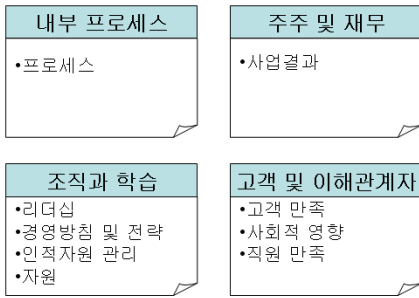 내부 프로세스
•프로세스
주주 및 재무
•사업결과
조직과 학습
•리더십
•경영방침 및 전략
•인적자원 관리
•자원
고객 및 이해관계자
•고객 만족
•사회적 영향
•직원 만족